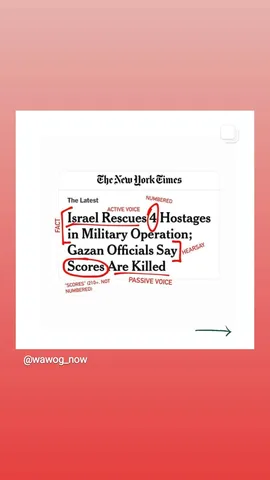 The New York Times
The Latest
NUMBERED
ACTIVE VOICE
FACT
Israel Rescues 4 Hostages
in Military Operation;
Gazan Officials Say
HEARSAY
Scores Are Killed
"SCORES" (210+, NOT
NUMBERED)
PASSIVE VOICE
@wawog_now